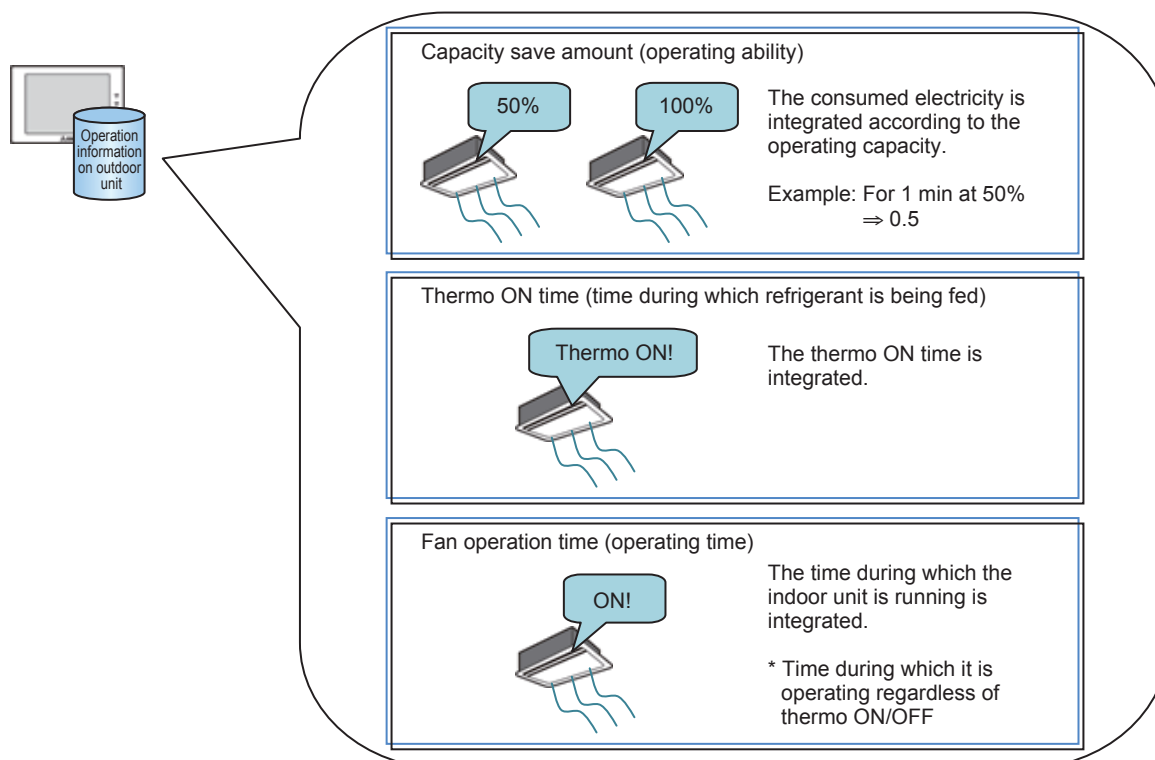 Capacity save amount (operating ability)
50%
100%
The consumed electricity is
integrated according to the
operating capacity.
Example: For 1 min at 50%
⇒ 0.5
Operation
information
on outdoor
unit
Thermo ON time (time during which refrigerant is being fed)
Thermo ON!
The thermo ON time is
integrated.
Fan operation time (operating time)
ON!
The time during which the
indoor unit is running is
integrated.
* Time during which it is
operating regardless of
thermo ON/OFF